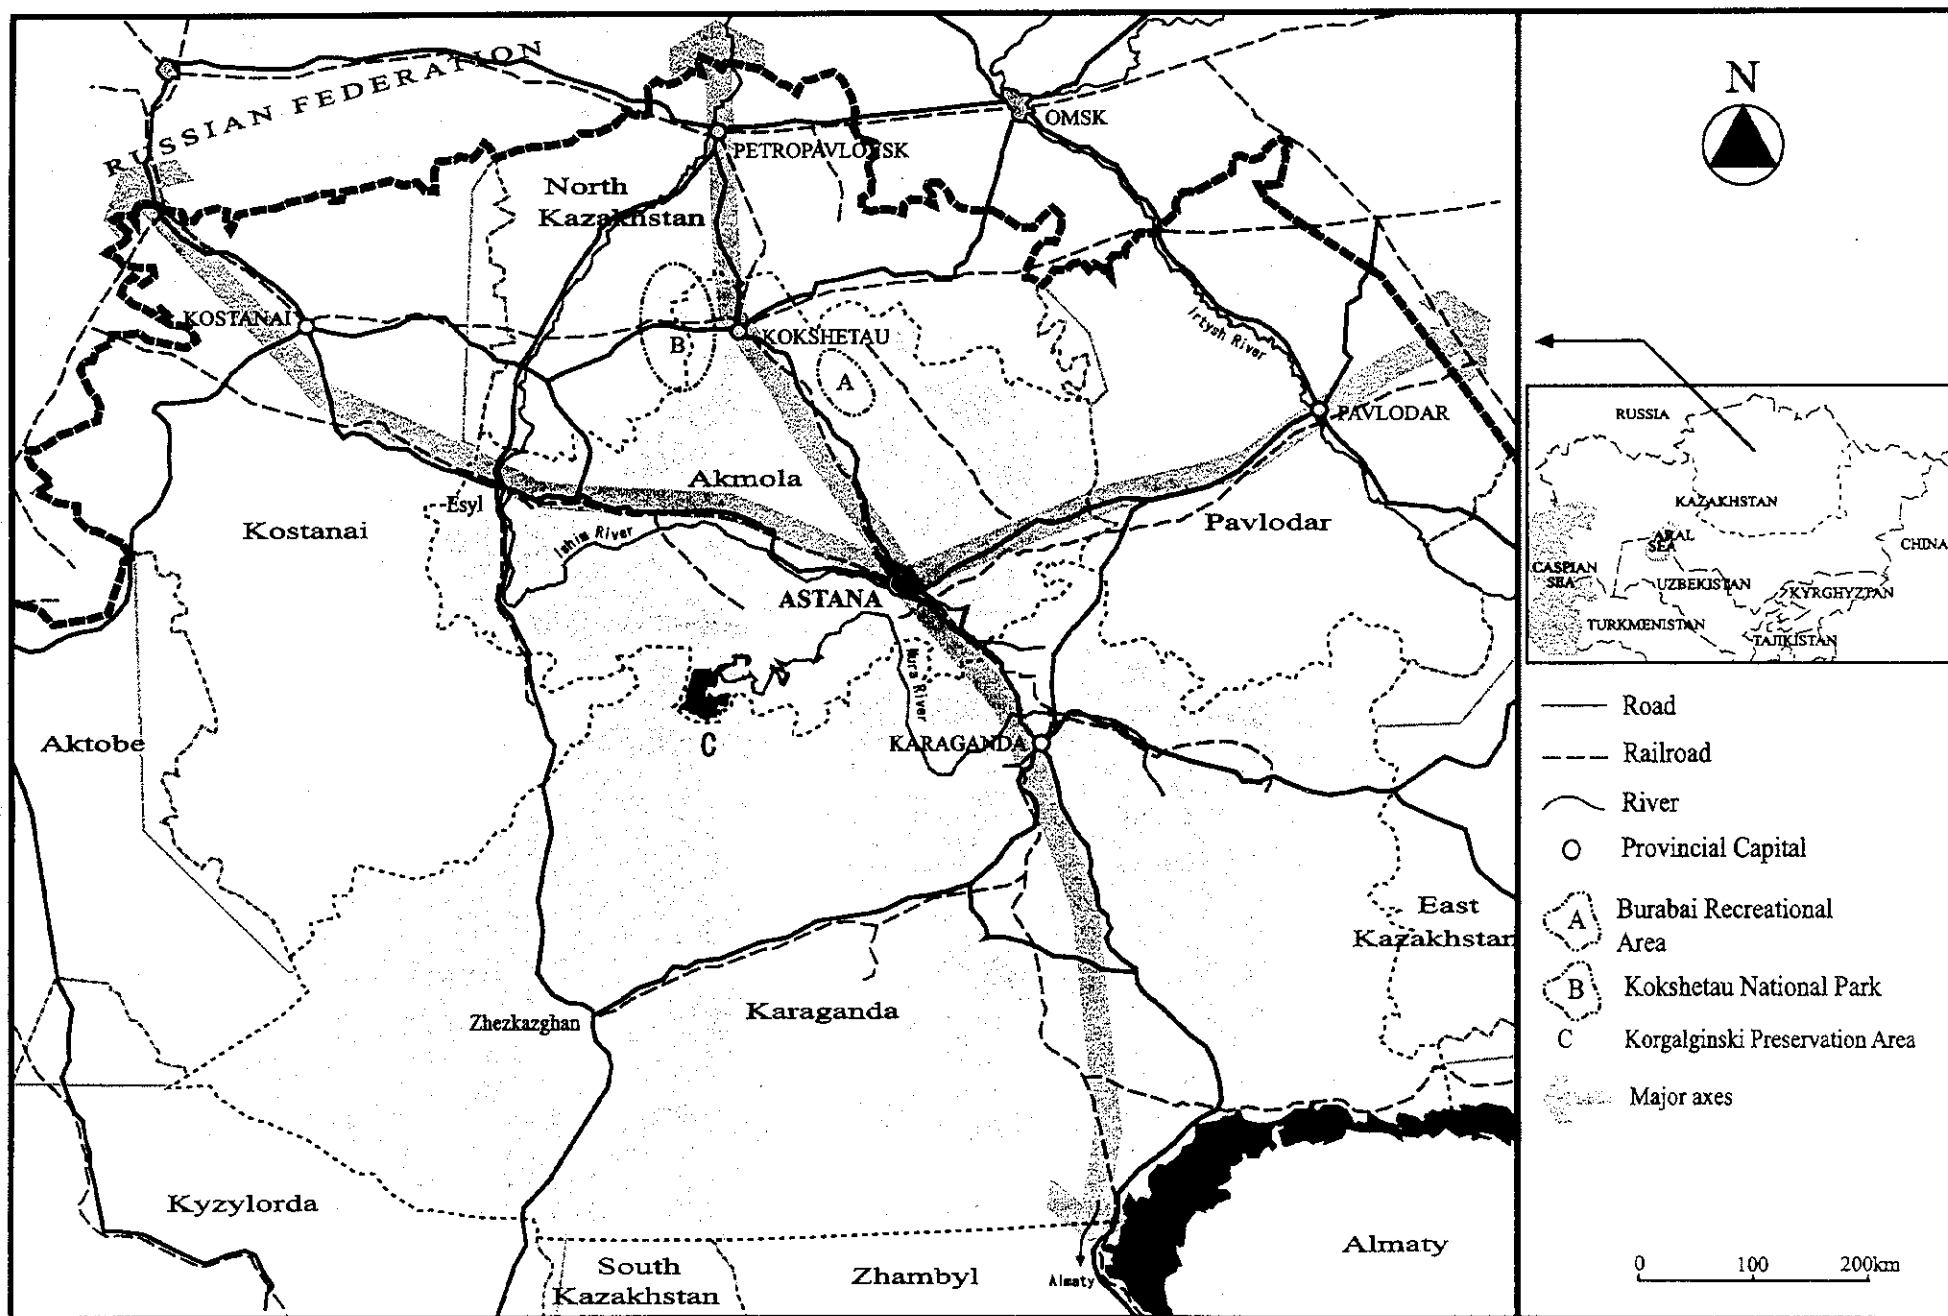 RUSSIAN FEDERATION
OMSK
PETROPAVLOVSK
North
Kazakhstan
KOSTANAI
B
KOKSHETAU
A
Irtysh River
PAVLODAR
Akmola
Esyl
Kostanai
Ishim River
Pavlodar
ASTANA
Nura River
Aktobe
C
KARAGANDA
East
Kazakhstan
Karaganda
Zhezkazghan
Kyzylorda
South
Kazakhstan
Zhambyl
Almaty
Almaty
N
RUSSIA
KAZAKHSTAN
ARAL
SEA
CHINA
CASPIAN
SEA
UZBEKISTAN
KYRGHYZTAN
TURKMENISTAN
TAJIKISTAN
Road
Railroad
River
Provincial Capital
A Burabai Recreational
Area
B Kokshetau National Park
C Korgalginski Preservation Area
Major axes
0 100 200km